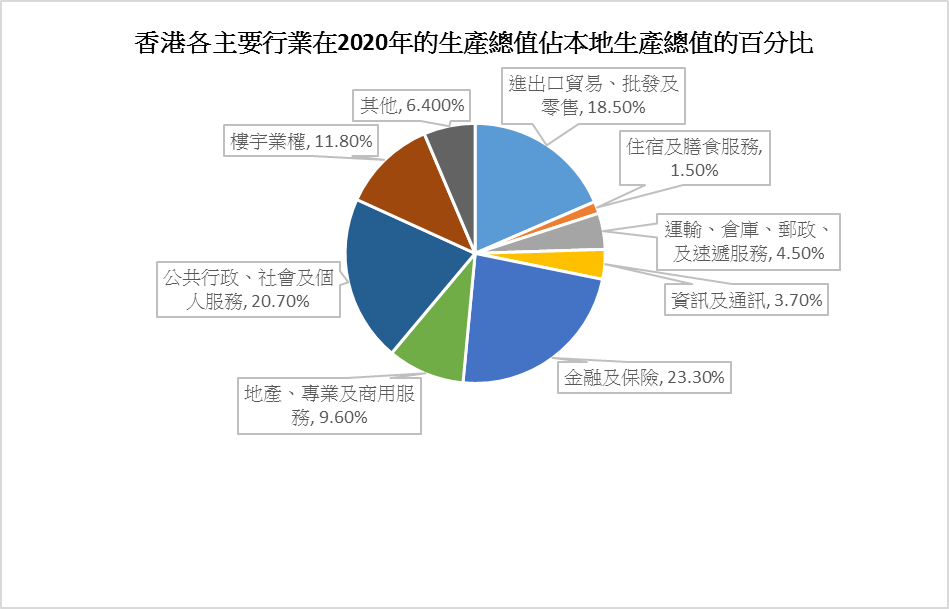 香港各主要行業在2020年的生產總值佔本地生產總值的百分比
進出口貿易、批發及
零售, 18.50%
其他, 6.400%
樓宇業權, 11.80%
住宿及膳食服務,
1.50%
運輸、倉庫、郵政、
及速遞服務, 4.50%
公共行政、社會及個
人服務, 20.70%
資訊及通訊, 3.70%
金融及保險, 23.30%
地產、專業及商用服
務, 9.60%